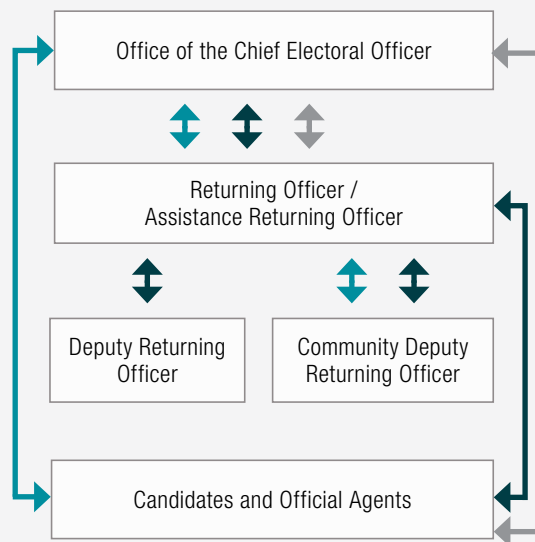 Office of the Chief Electoral Officer
Returning Officer /
Assistance Returning Officer
Deputy Returning
Officer
Community Deputy
Returning Officer
Candidates and Official Agents